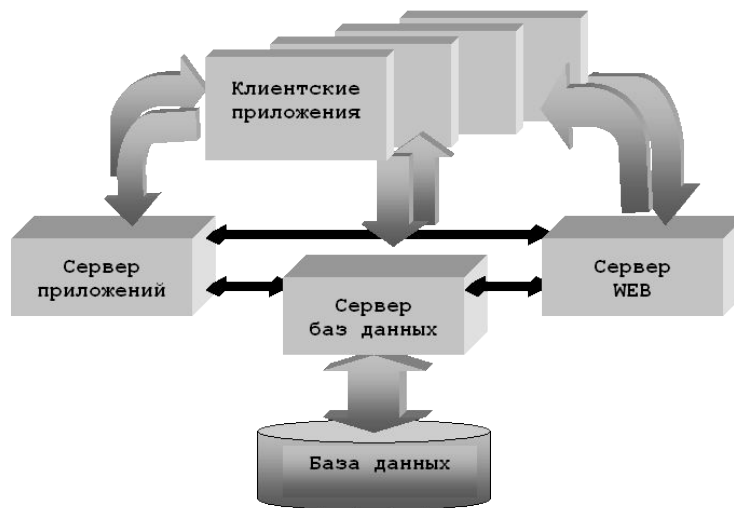 Клиентские
приложения
Сервер
приложений
Сервер
баз данных
Сервер
WEB
База данных